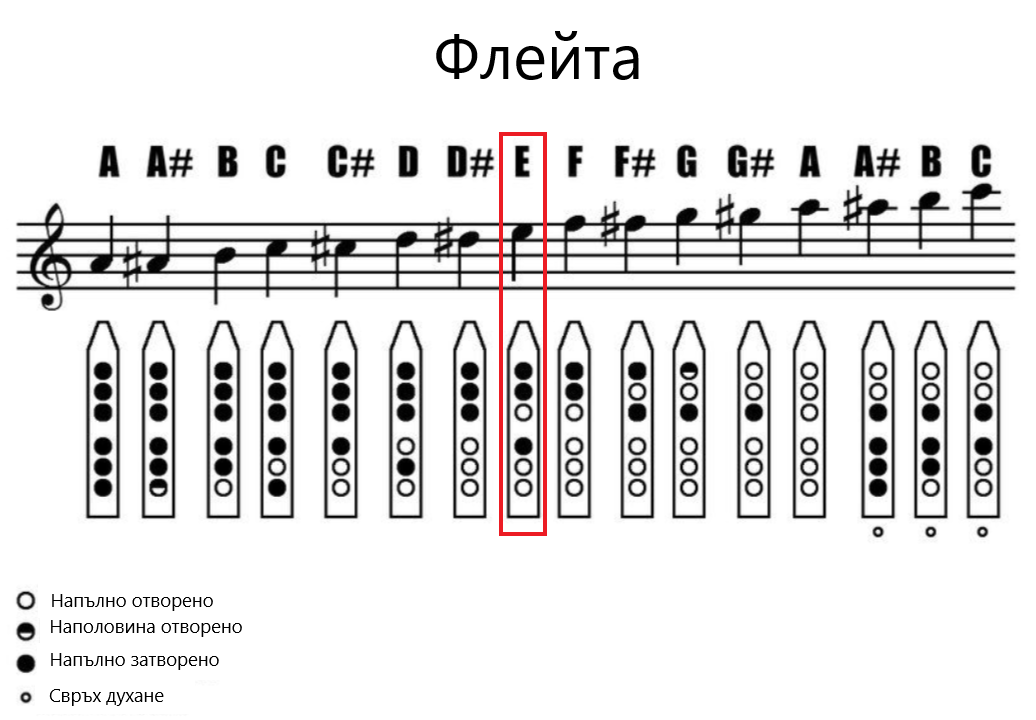 Флейта
A A# B C C# D D# E F F# G G# A A# B C
Напълно отворено
Наполовина отворено
Напълно затворено
Свръх духане